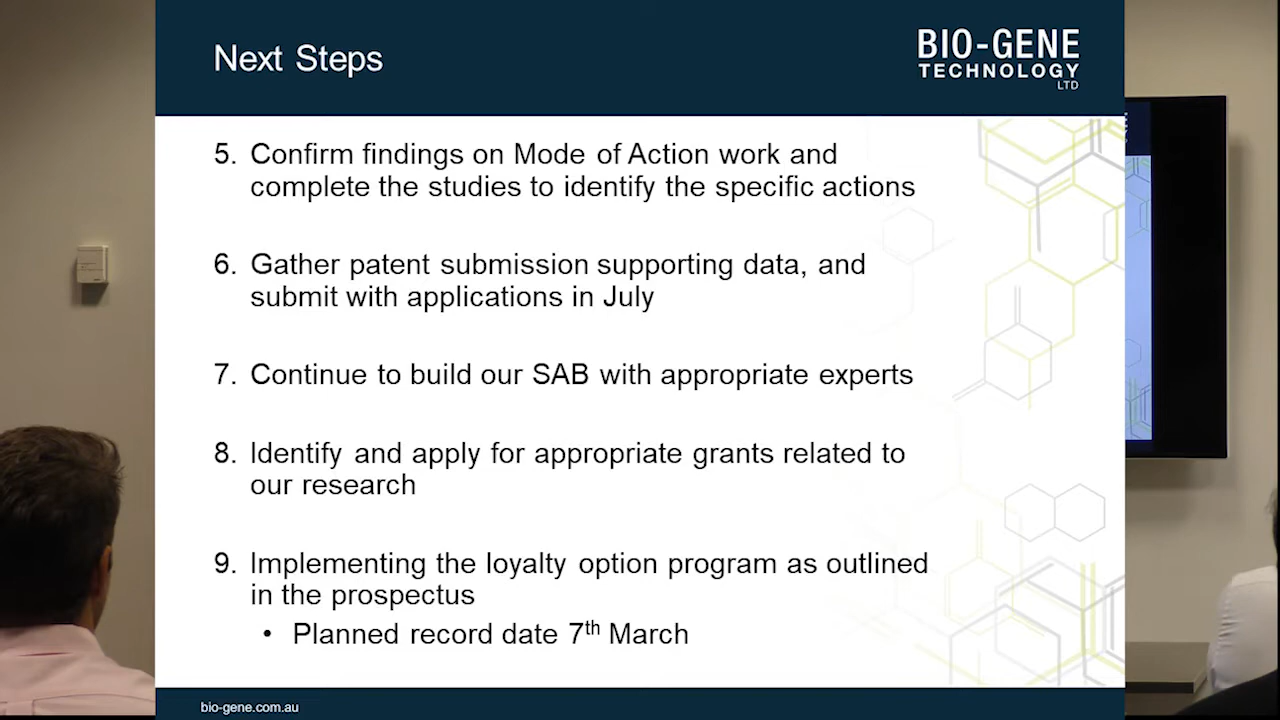 Next Steps
BIO-GENE
TECHNOLOGY
LTD
5. Confirm findings on Mode of Action work and
complete the studies to identify the specific actions
6. Gather patent submission supporting data, and
submit with applications in July
7. Continue to build our SAB with appropriate experts
8. Identify and apply for appropriate grants related to
our research
9. Implementing the loyalty option program as outlined
in the prospectus
• Planned record date 7th March
bio-gene.com.au